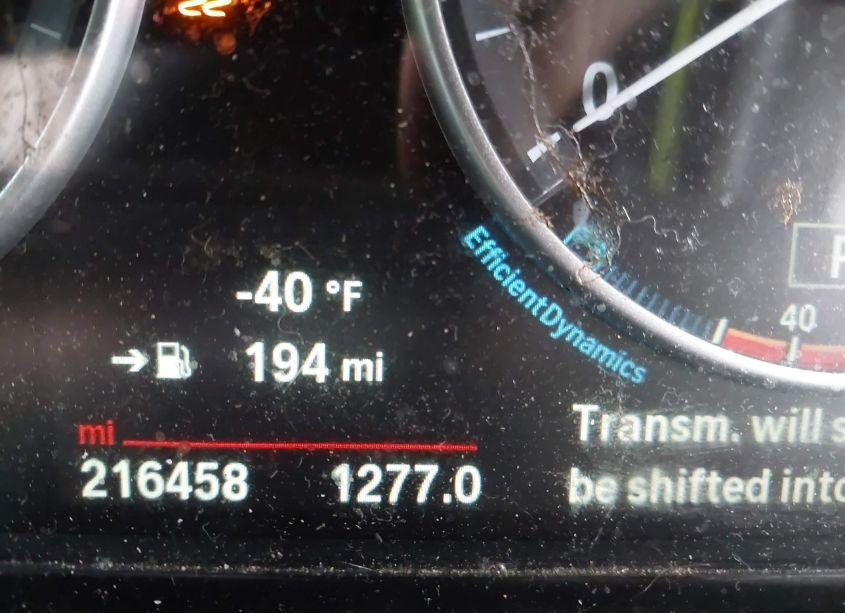 0
-40 °F
194 mi
EfficientDynamics
40
mi
216458 1277.0
Transm. will
be shifted into